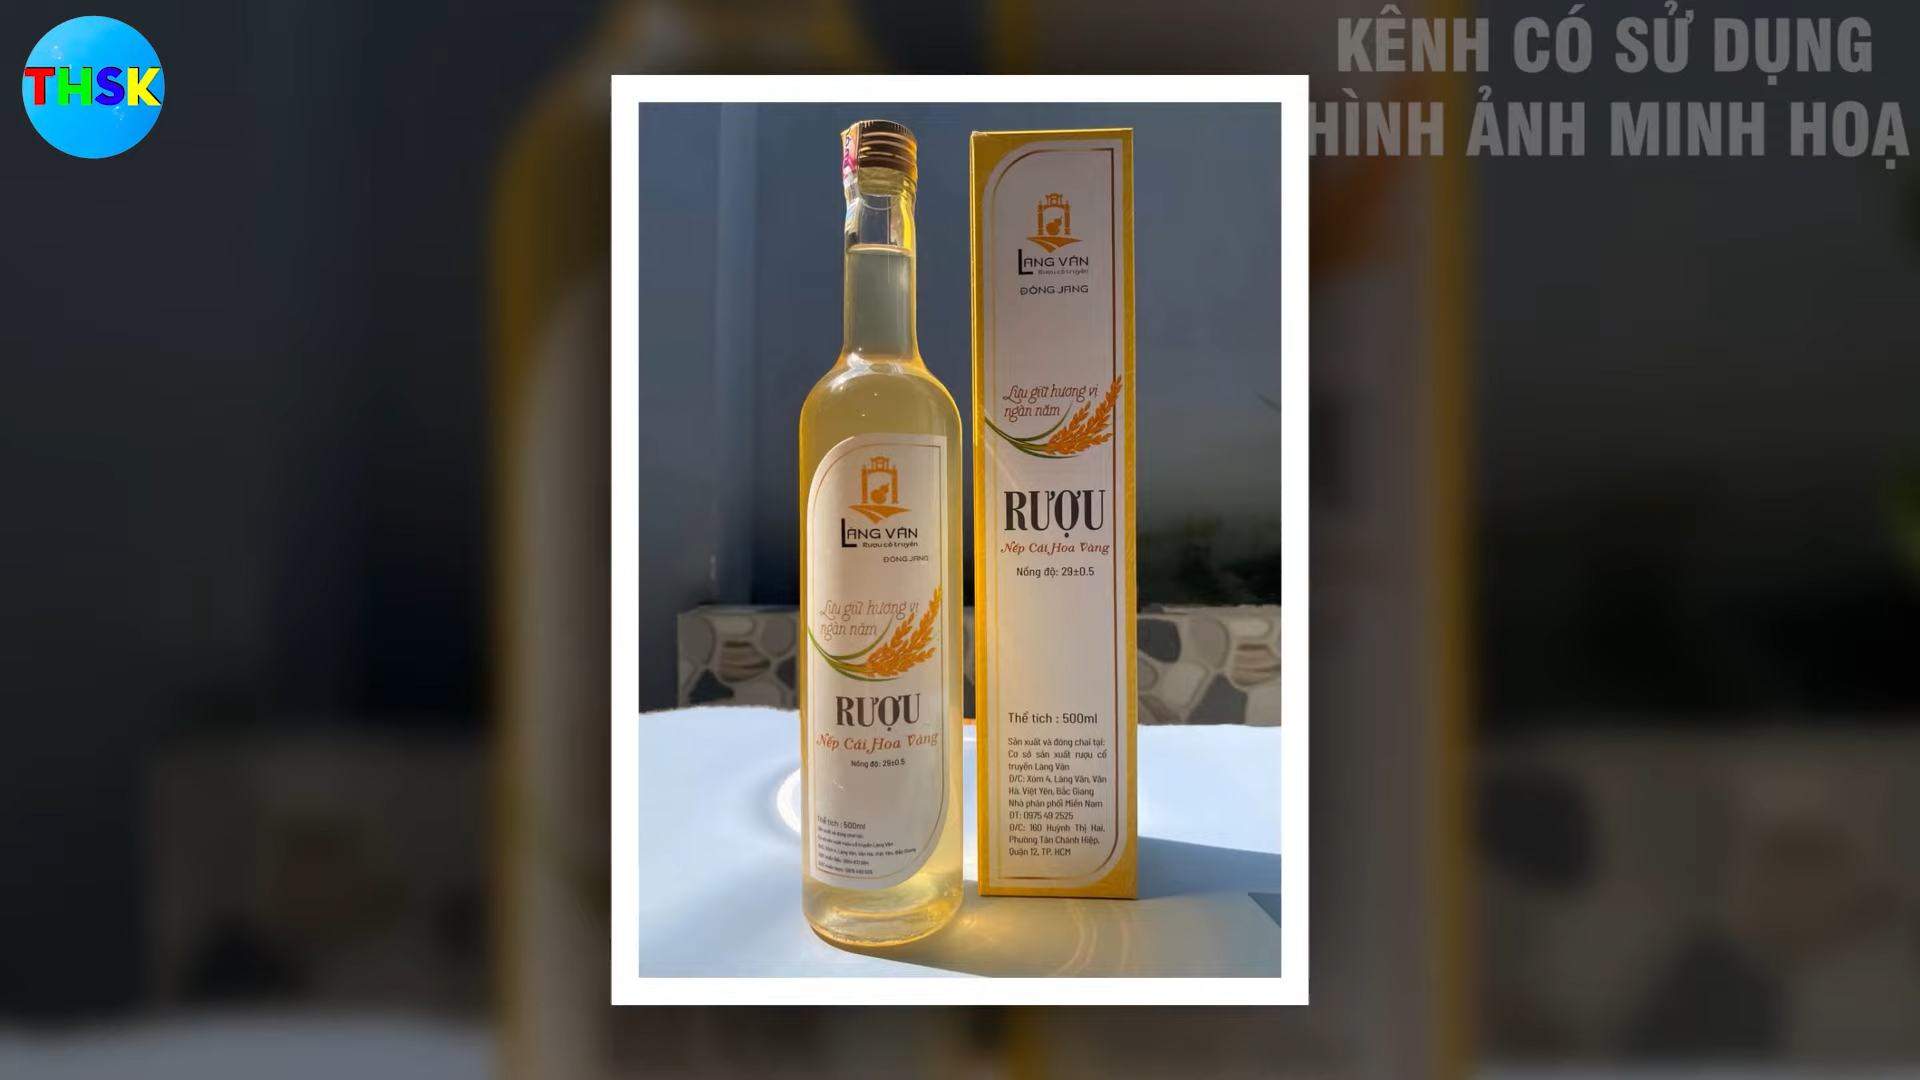 THSK
KÊNH CÓ SỬ DỤNG
HÌNH ẢNH MINH HOẠ
LÀNG VÂN
Rượu cổ truyền
ĐÔNG JANG
Lưu giữ hương vị
ngàn năm
RƯỢU
Nếp Cái Hoa Vàng
Nồng độ: 29±0.5
Thể tích : 500ml
LÀNG VÂN
Rượu cổ truyền
ĐÔNG JANG
Lưu giữ hương vị
ngàn năm
RƯỢU
Nếp Cái Hoa Vàng
Nồng độ: 29±0.5
Thể tích : 500ml
Sản xuất và đóng chai tại:
Cơ sở sản xuất rượu cổ
truyền Làng Vân
Đ/C: Xóm 4, Làng Vân, Vân
Hà, Việt Yên, Bắc Giang
Nhà phân phối Miền Nam
ĐT: 0975 49 2525
Đ/C: 160 Huỳnh Thị Hai,
Phường Tân Chánh Hiệp,
Quận 12, TP. HCM